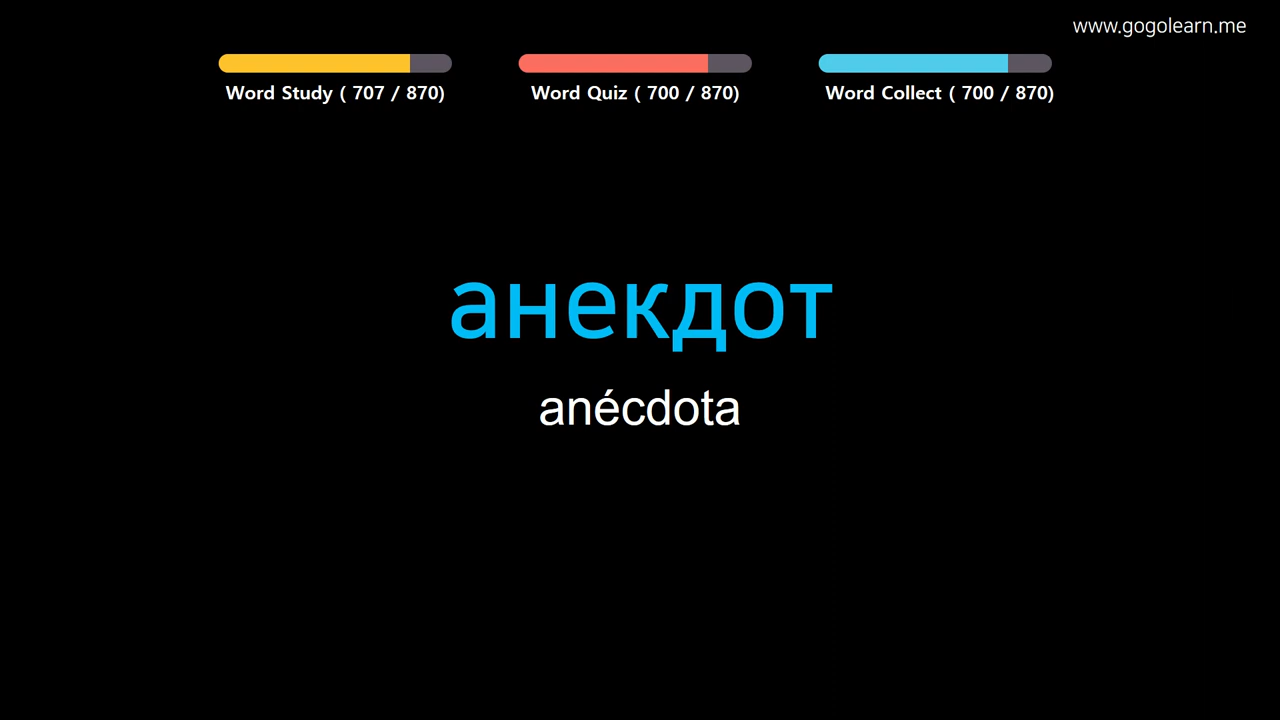 www.gogolearn.me
Word Study ( 707 / 870)
Word Quiz ( 700 / 870)
Word Collect ( 700 / 870)
анекдот
anécdota